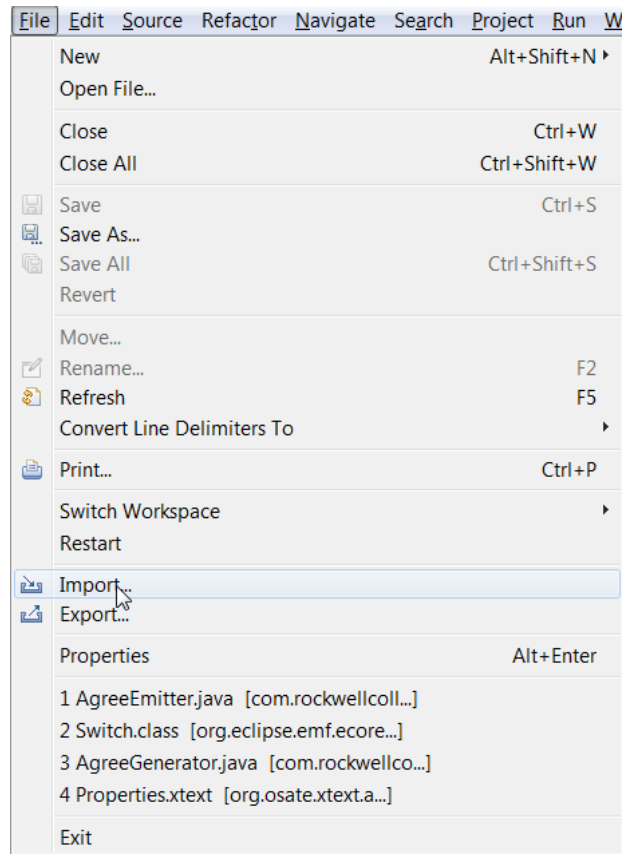 File Edit Source Refactor Navigate Search Project Run W
New Alt+Shift+N
Open File...
Close Ctrl+W
Close All Ctrl+Shift+W
Save Ctrl+S
Save As...
Save All Ctrl+Shift+S
Revert
Move...
Rename... F2
Refresh F5
Convert Line Delimiters To
Print... Ctrl+P
Switch Workspace
Restart
Import...
Export...
Properties Alt+Enter
1 AgreeEmitter.java [com.rockwellcoll...]
2 Switch.class [org.eclipse.emf.ecore...]
3 AgreeGenerator.java [com.rockwellco...]
4 Properties.xtext [org.osate.xtext.a...]
Exit